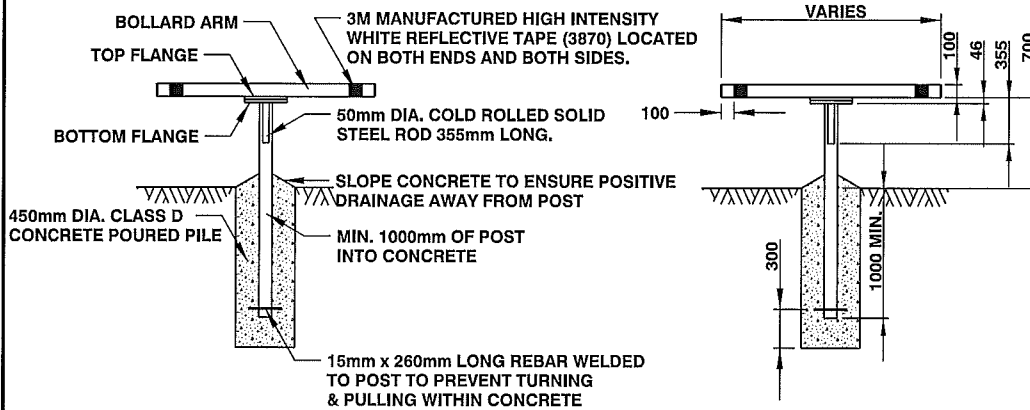 BOLLARD ARM
TOP FLANGE
BOTTOM FLANGE
3M MANUFACTURED HIGH INTENSITY
WHITE REFLECTIVE TAPE (3870) LOCATED
ON BOTH ENDS AND BOTH SIDES.
50mm DIA. COLD ROLLED SOLID
STEEL ROD 355mm LONG.
SLOPE CONCRETE TO ENSURE POSITIVE
DRAINAGE AWAY FROM POST
450mm DIA. CLASS D
CONCRETE POURED PILE
MIN. 1000mm OF POST
INTO CONCRETE
15mm x 260mm LONG REBAR WELDED
TO POST TO PREVENT TURNING
& PULLING WITHIN CONCRETE
VARIES
100
100
46
355
700
300
1000 MIN.